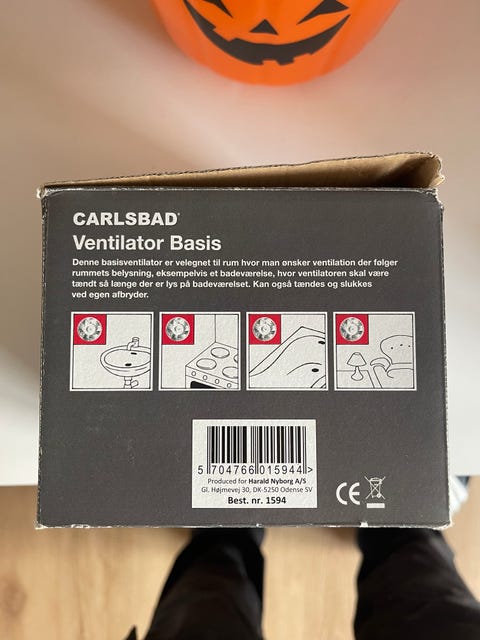 CARLSBAD®
Ventilator Basis
Denne basisventilator er velegnet til rum hvor man ønsker ventilation der følger
rummets belysning, eksempelvis et badeværelse, hvor ventilatoren skal være
tændt så længe der er lys på badeværelset. Kan også tændes og slukkes
ved egen afbryder.
5 704766 015944 >
Produced for Harald Nyborg A/S
Gl. Højmevej 30, DK-5250 Odense SV
Best. nr. 1594
CE